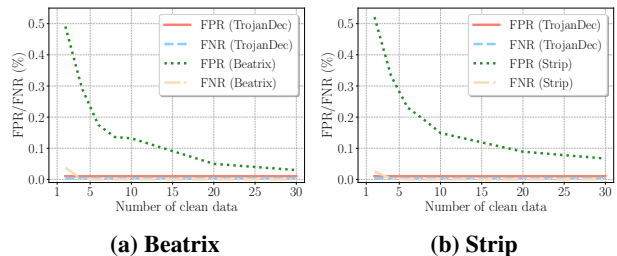 0.5
0.4
0.3
0.2
0.1
0.0
FPR/FNR (%)
FPR (TrojanDec)
FNR (TrojanDec)
FPR (Beatrix)
FNR (Beatrix)
1 5 10 15 20 25 30
Number of clean data
(a) Beatrix
0.5
0.4
0.3
0.2
0.1
0.0
FPR/FNR (%)
FPR (TrojanDec)
FNR (TrojanDec)
FPR (Strip)
FNR (Strip)
1 5 10 15 20 25 30
Number of clean data
(b) Strip